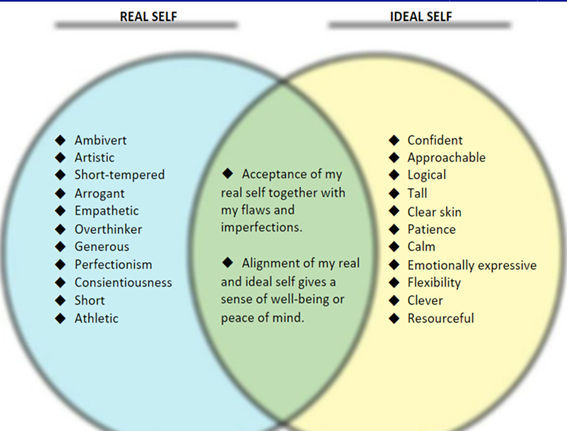 REAL SELF
IDEAL SELF
◆ Ambivert
◆ Artistic
◆ Short-tempered
◆ Arrogant
◆ Empathetic
◆ Overthinker
◆ Generous
◆ Perfectionism
◆ Consientiousness
◆ Short
◆ Athletic
◆ Acceptance of my
real self together with
my flaws and
imperfections.
◆ Alignment of my real
and ideal self gives a
sense of well-being or
peace of mind.
◆ Confident
◆ Approachable
◆ Logical
◆ Tall
◆ Clear skin
◆ Patience
◆ Calm
◆ Emotionally expressive
◆ Flexibility
◆ Clever
◆ Resourceful